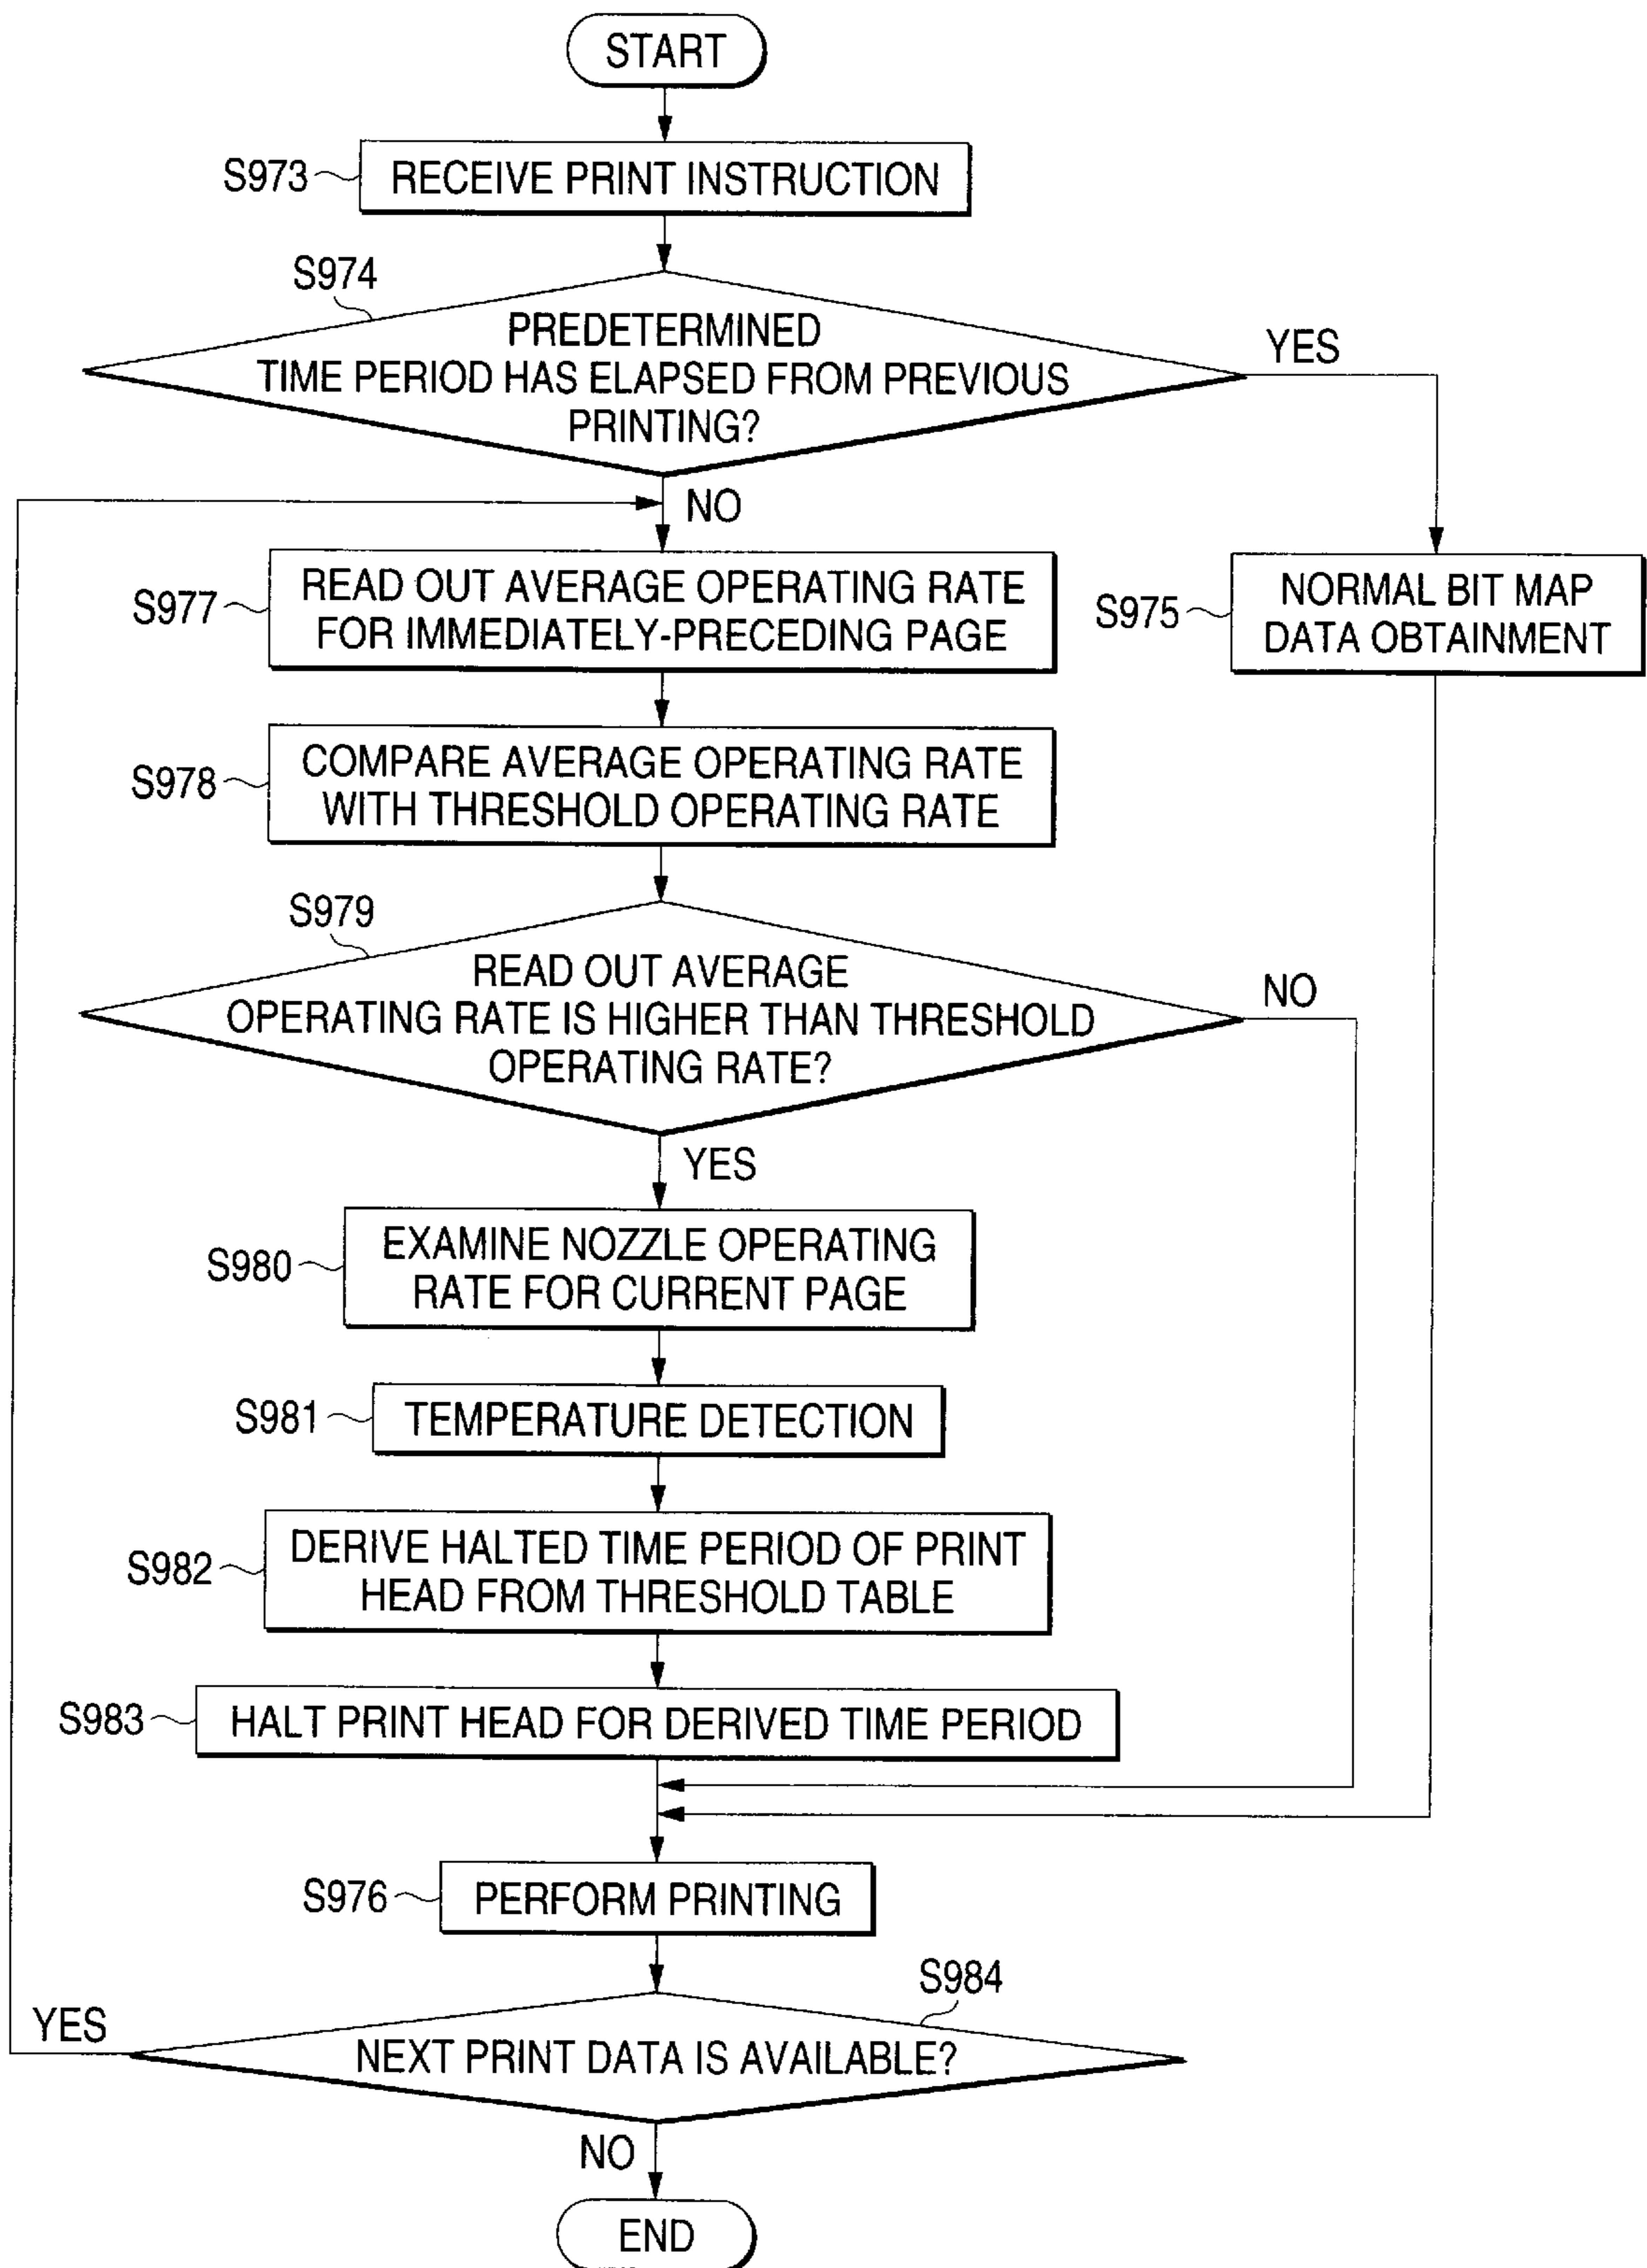 START
S973
RECEIVE PRINT INSTRUCTION
S974
PREDETERMINED
TIME PERIOD HAS ELAPSED FROM PREVIOUS
PRINTING?
YES
NO
S977
READ OUT AVERAGE OPERATING RATE
FOR IMMEDIATELY-PRECEDING PAGE
S975
NORMAL BIT MAP
DATA OBTAINMENT
S978
COMPARE AVERAGE OPERATING RATE
WITH THRESHOLD OPERATING RATE
S979
READ OUT AVERAGE
OPERATING RATE IS HIGHER THAN THRESHOLD
OPERATING RATE?
NO
YES
S980
EXAMINE NOZZLE OPERATING
RATE FOR CURRENT PAGE
S981
TEMPERATURE DETECTION
S982
DERIVE HALTED TIME PERIOD OF PRINT
HEAD FROM THRESHOLD TABLE
S983
HALT PRINT HEAD FOR DERIVED TIME PERIOD
S976
PERFORM PRINTING
S984
YES
NEXT PRINT DATA IS AVAILABLE?
NO
END